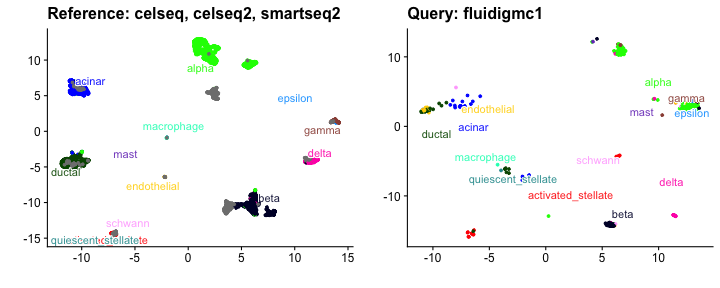 Reference: celseq, celseq2, smartseq2
Query: fluidigmc1
10
5
0
-5
-10
-15
-10
-5
0
5
10
15
acinar
alpha
epsilon
macrophage
gamma
mast
delta
ductal
endothelial
beta
schwann
quiescent_stellate
10
0
-10
-10
-5
0
5
10
alpha
gamma
endothelial
mast
epsilon
acinar
ductal
macrophage
schwann
quiescent_stellate
delta
activated_stellate
beta